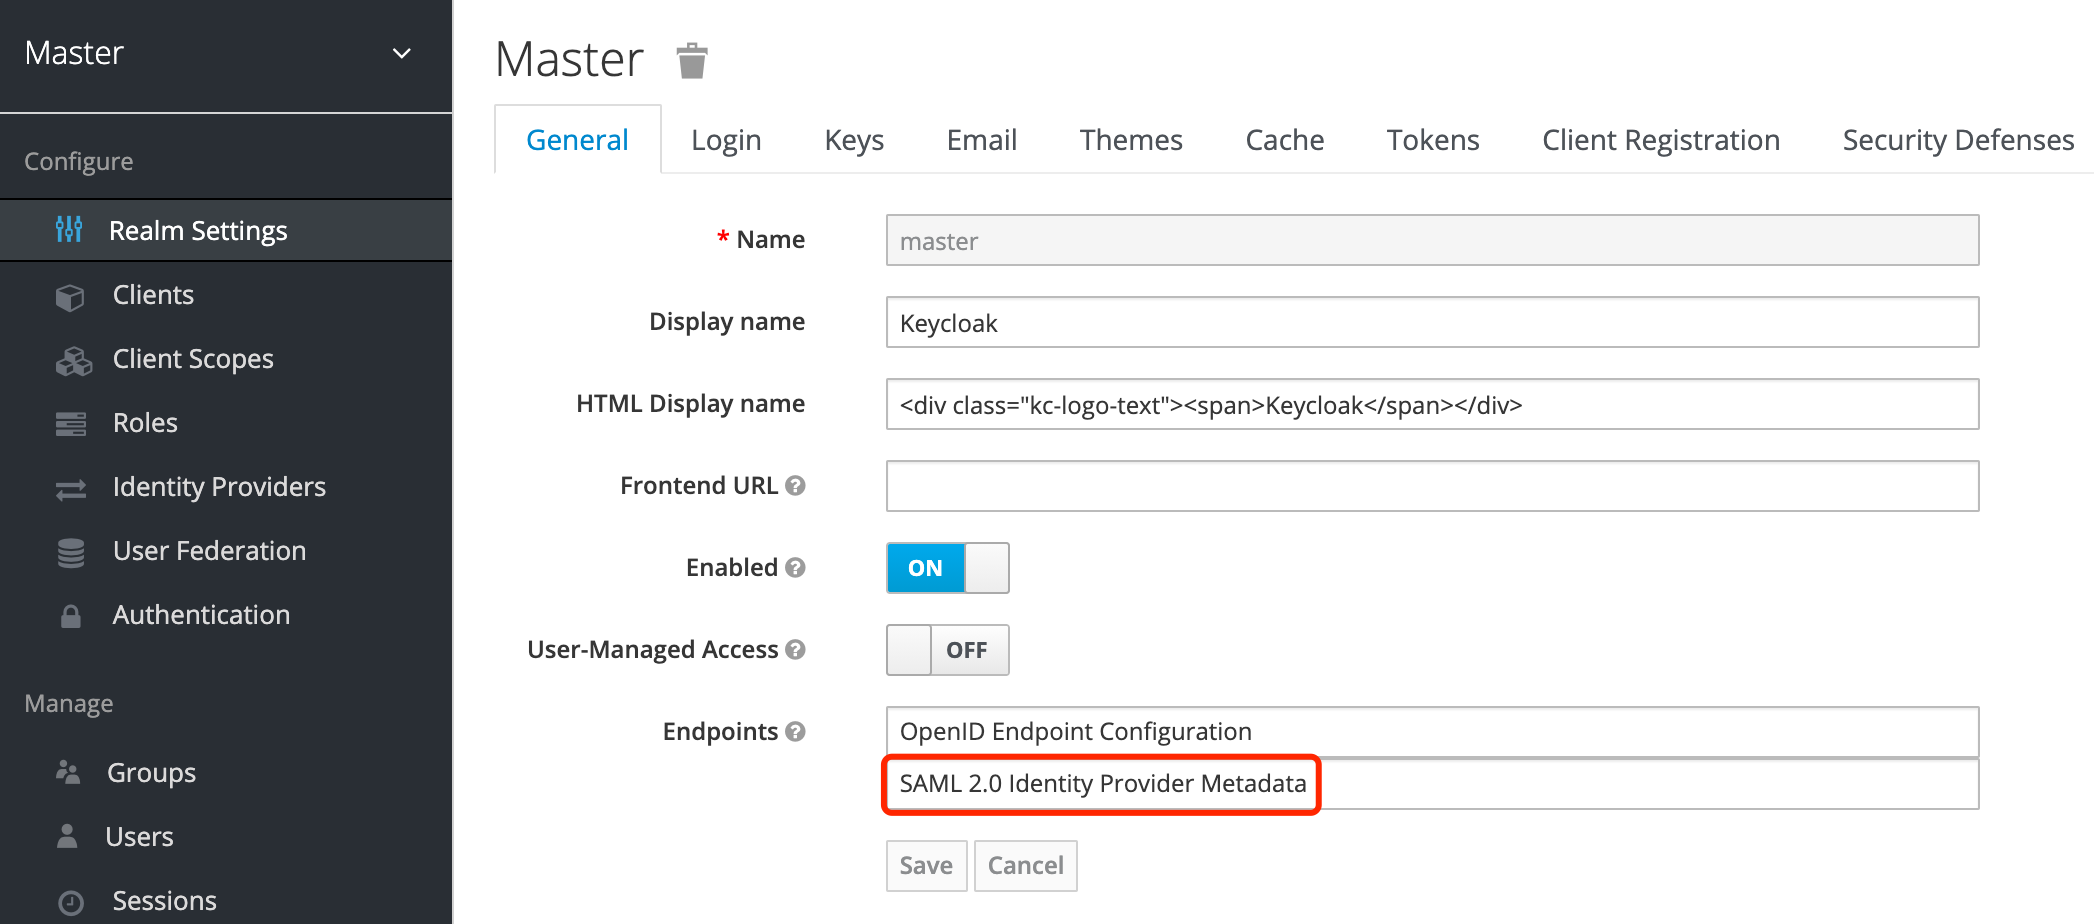 Master
Configure
Realm Settings
Clients
Client Scopes
Roles
Identity Providers
User Federation
Authentication
Manage
Groups
Users
Sessions
Master
General Login Keys Email Themes Cache Tokens Client Registration Security Defenses
* Name master
Display name Keycloak
HTML Display name <div class="kc-logo-text"><span>Keycloak</span></div>
Frontend URL ?
Enabled ? ON
User-Managed Access ? OFF
Endpoints ? OpenID Endpoint Configuration
SAML 2.0 Identity Provider Metadata
Save Cancel